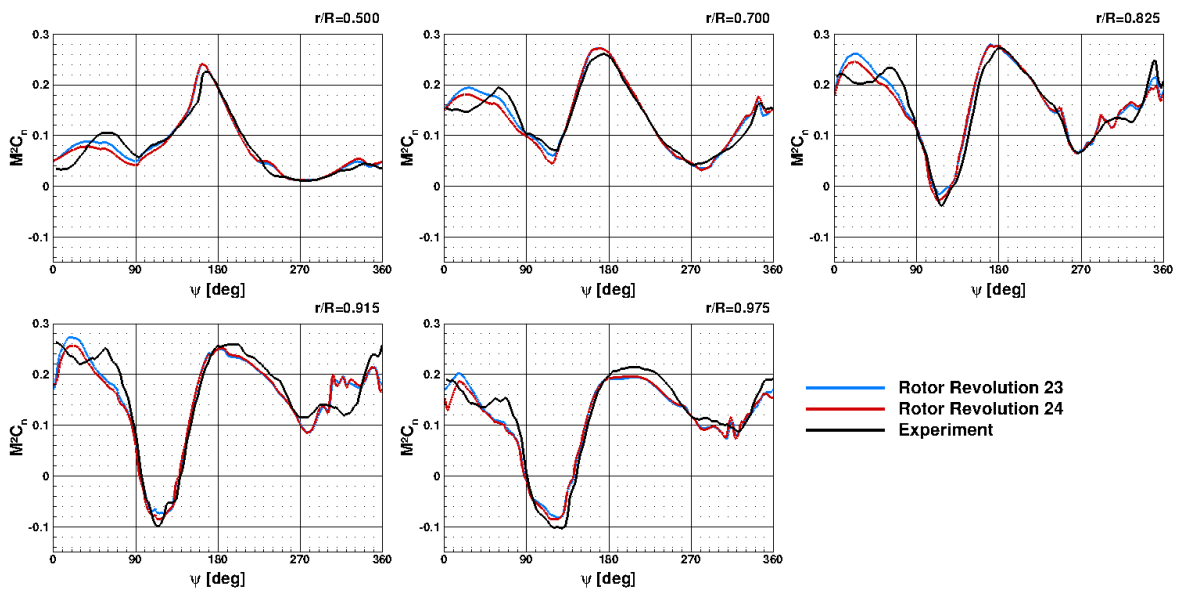 r/R=0.500
r/R=0.700
r/R=0.825
M²Cₙ
0.3
0.2
0.1
0
-0.1
0 90 180 270 360
ψ [deg]
M²Cₙ
0.3
0.2
0.1
0
-0.1
0 90 180 270 360
ψ [deg]
M²Cₙ
0.3
0.2
0.1
0
-0.1
0 90 180 270 360
ψ [deg]
r/R=0.915
r/R=0.975
M²Cₙ
0.3
0.2
0.1
0
-0.1
0 90 180 270 360
ψ [deg]
M²Cₙ
0.3
0.2
0.1
0
-0.1
0 90 180 270 360
ψ [deg]
Rotor Revolution 23
Rotor Revolution 24
Experiment